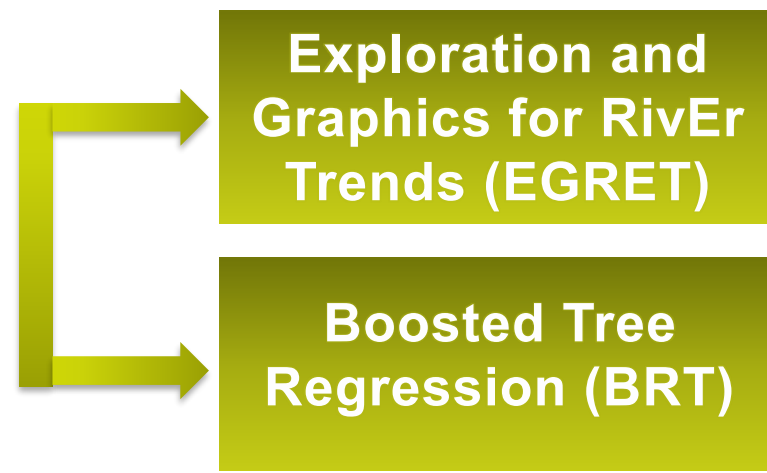 Exploration and
Graphics for RivEr
Trends (EGRET)
Boosted Tree
Regression (BRT)